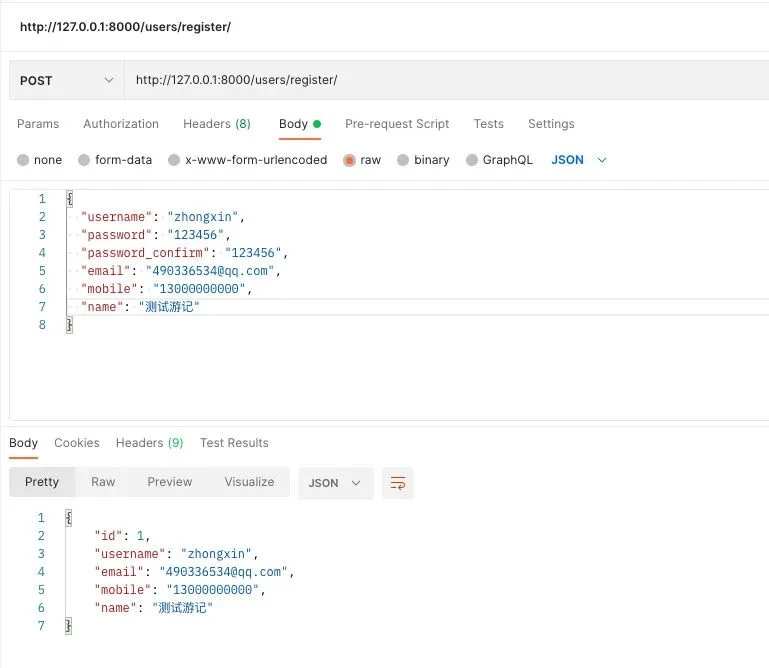 http://127.0.0.1:8000/users/register/
POST http://127.0.0.1:8000/users/register/
Params Authorization Headers (8) Body Pre-request Script Tests Settings
none form-data x-www-form-urlencoded raw binary GraphQL JSON
1 {
2 "username": "zhongxin",
3 "password": "123456",
4 "password_confirm": "123456",
5 "email": "490336534@qq.com",
6 "mobile": "13000000000",
7 "name": "测试游记"
8 }
Body Cookies Headers (9) Test Results
Pretty Raw Preview Visualize JSON
1 {
2 "id": 1,
3 "username": "zhongxin",
4 "email": "490336534@qq.com",
5 "mobile": "13000000000",
6 "name": "测试游记"
7 }